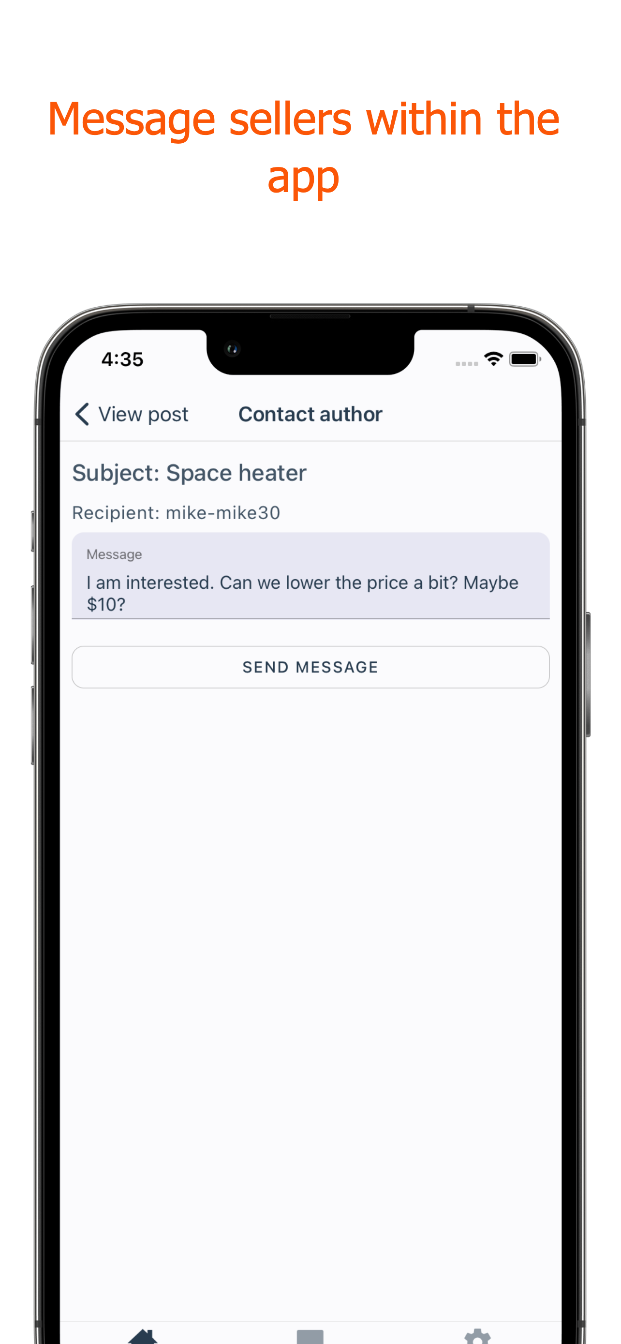 Message sellers within the
app
4:35
View post
Contact author
Subject: Space heater
Recipient: mike-mike30
Message
I am interested. Can we lower the price a bit? Maybe
$10?
SEND MESSAGE